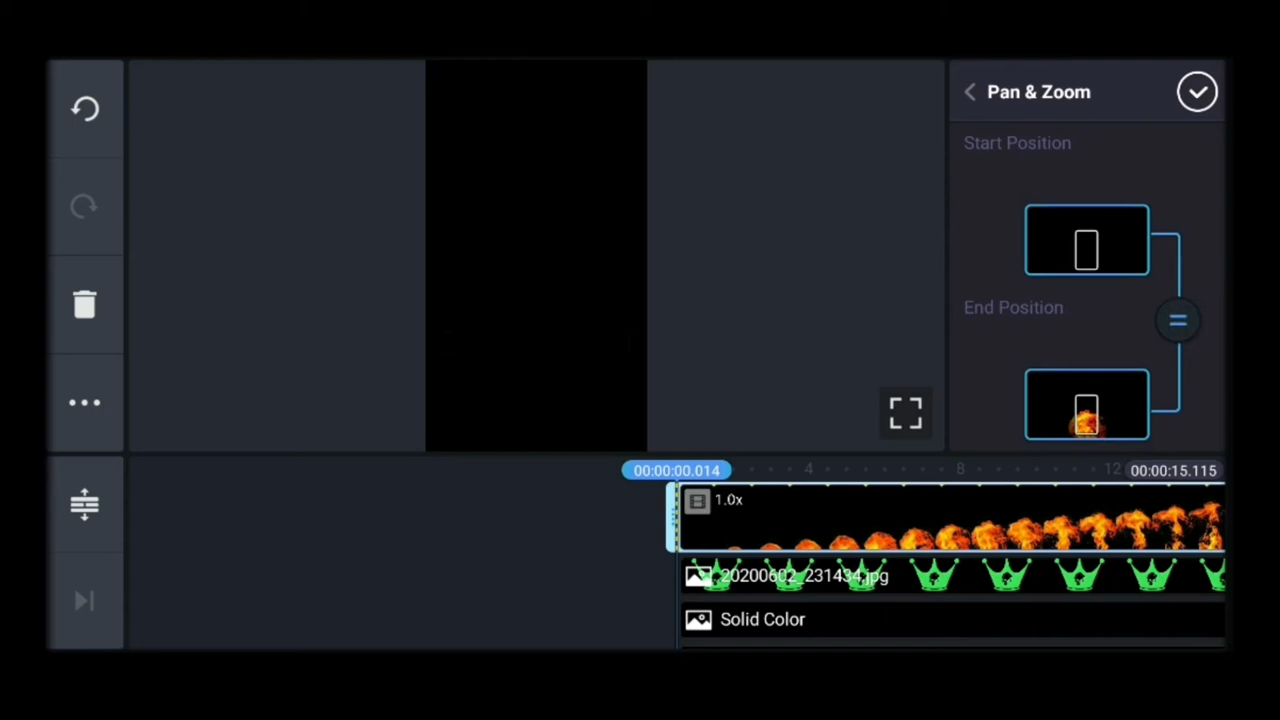 Pan & Zoom
Start Position
End Position
00:00:00.014
4
8
12
00:00:15.115
1.0x
20200602_231434.jpg
Solid Color